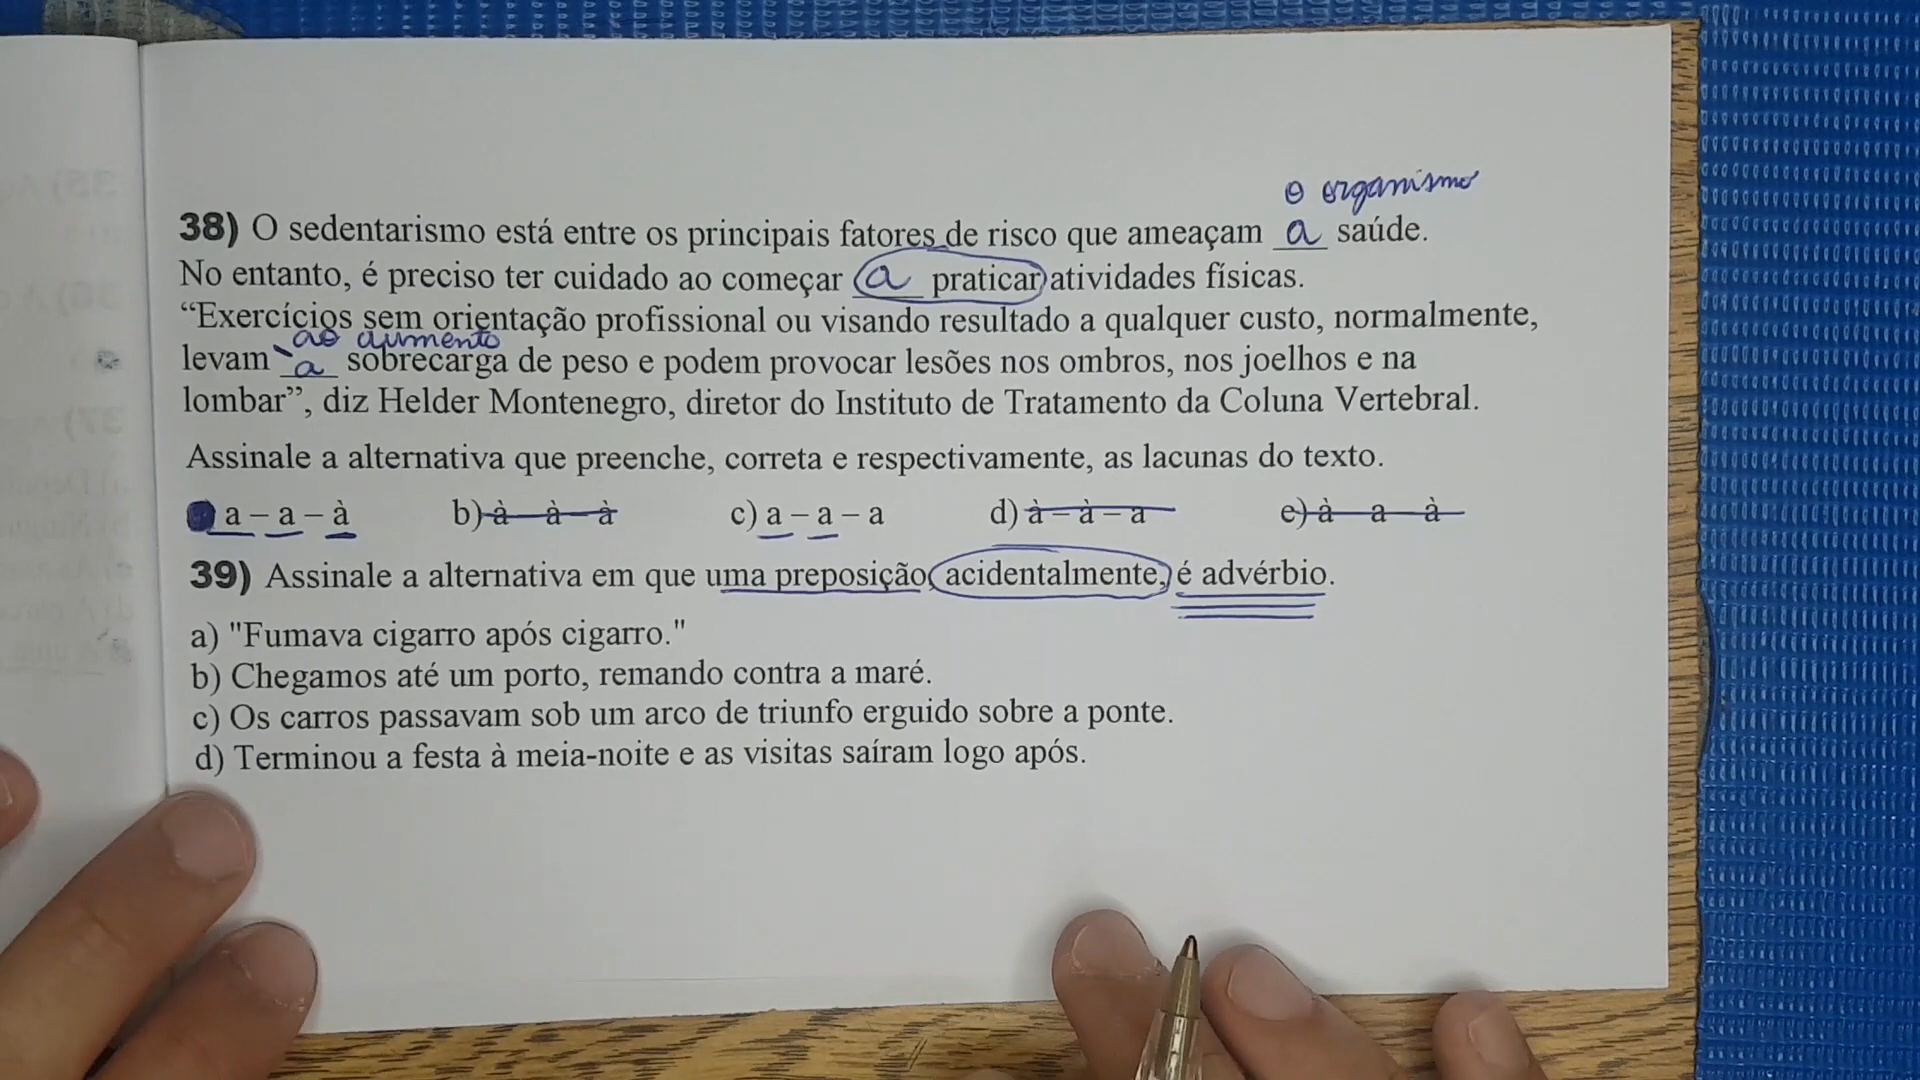 o organismo
38) O sedentarismo está entre os principais fatores de risco que ameaçam a saúde.
No entanto, é preciso ter cuidado ao começar a praticar atividades físicas.
“Exercícios sem orientação profissional ou visando resultado a qualquer custo, normalmente,
ao aumento
levam à sobrecarga de peso e podem provocar lesões nos ombros, nos joelhos e na
lombar”, diz Helder Montenegro, diretor do Instituto de Tratamento da Coluna Vertebral.
Assinale a alternativa que preenche, correta e respectivamente, as lacunas do texto.
a – a – à b) à – à – à c) a – a – a d) à – à – a e) à – a – à
39) Assinale a alternativa em que uma preposição, acidentalmente, é advérbio.
a) "Fumava cigarro após cigarro."
b) Chegamos até um porto, remando contra a maré.
c) Os carros passavam sob um arco de triunfo erguido sobre a ponte.
d) Terminou a festa à meia-noite e as visitas saíram logo após.